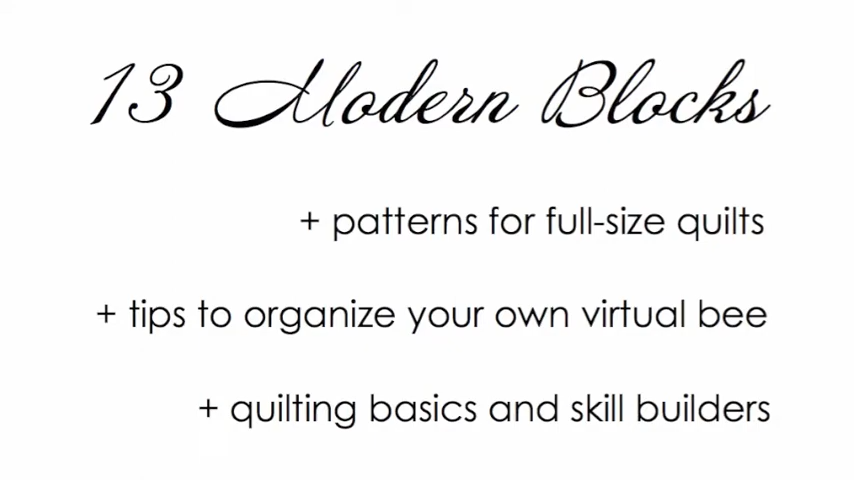 13 Modern Blocks
+ patterns for full-size quilts
+ tips to organize your own virtual bee
+ quilting basics and skill builders